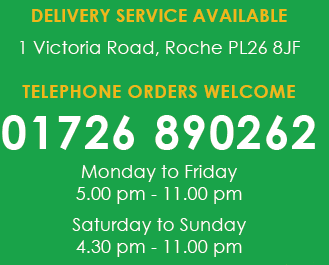 DELIVERY SERVICE AVAILABLE
1 Victoria Road, Roche PL26 8JF
TELEPHONE ORDERS WELCOME
01726 890262
Monday to Friday
5.00 pm - 11.00 pm
Saturday to Sunday
4.30 pm - 11.00 pm